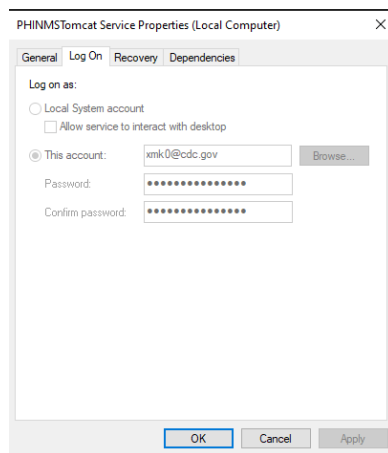 PHINMSTomcat Service Properties (Local Computer)
General Log On Recovery Dependencies
Log on as:
Local System account
Allow service to interact with desktop
This account: xmk0@cdc.gov Browse...
Password: •••••••••••••••
Confirm password: •••••••••••••••
OK Cancel Apply